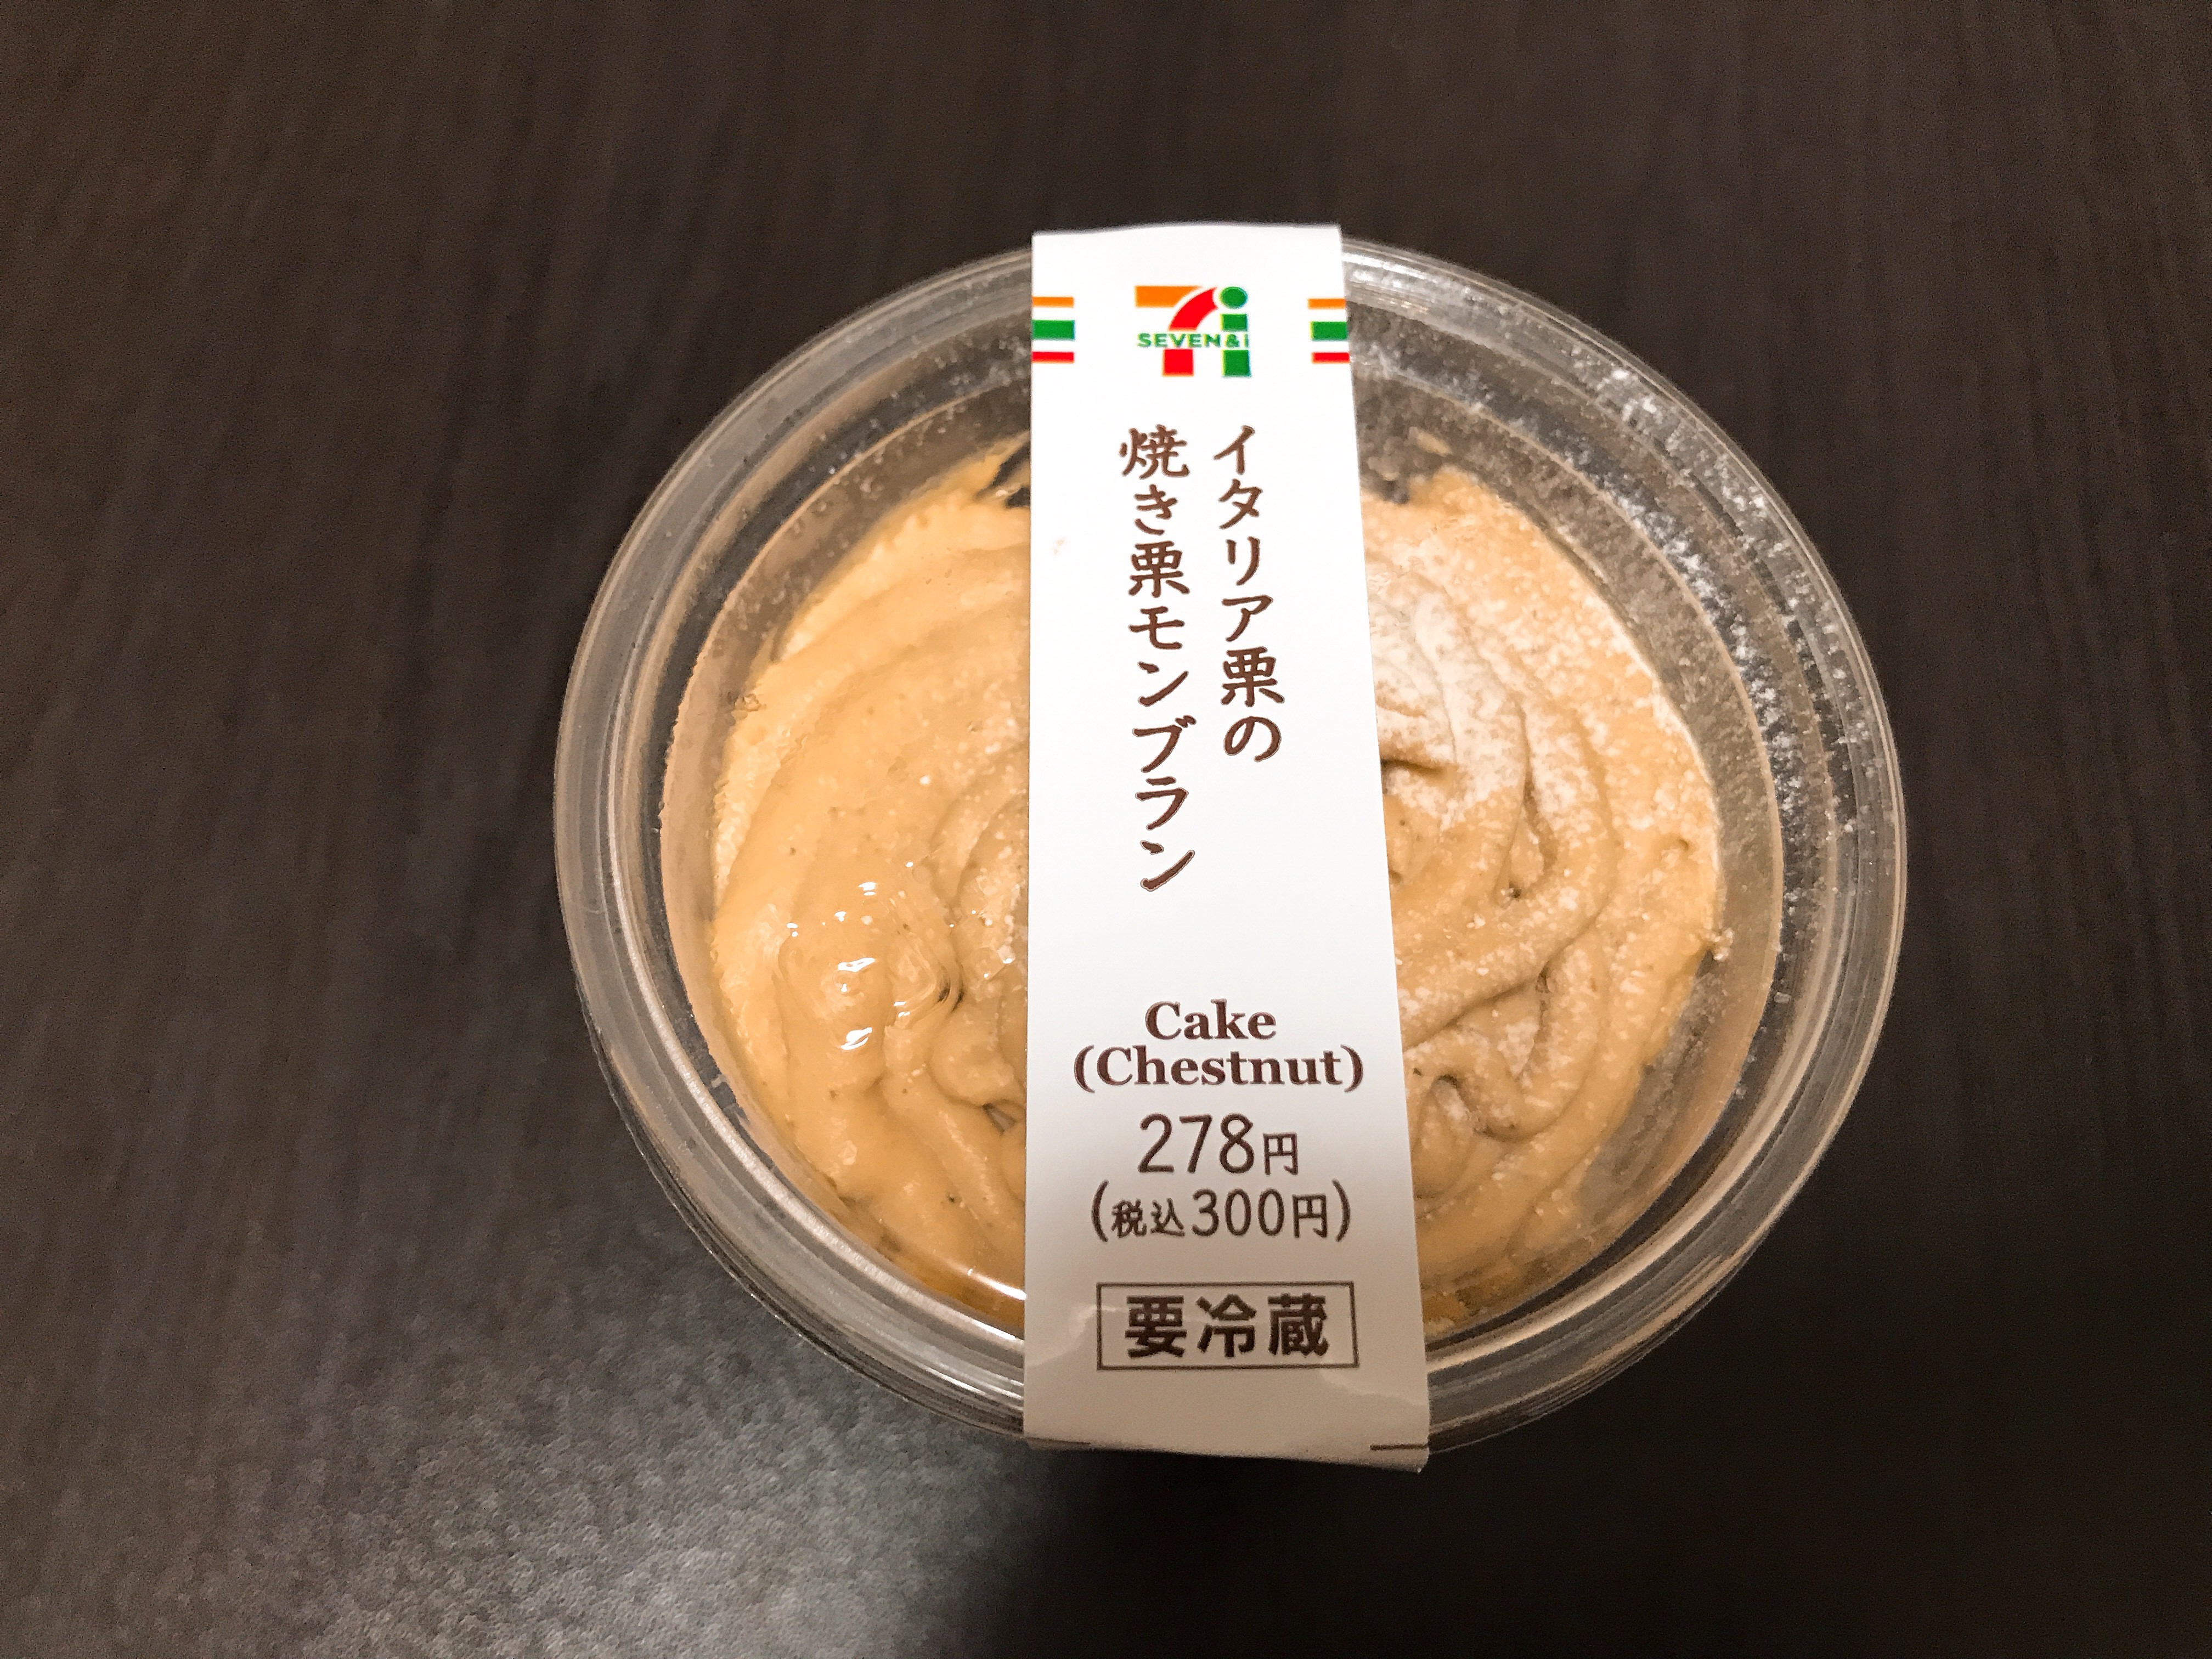 SEVEN&i
イタリア栗の
焼き栗モンブラン
Cake
(Chestnut)
278円
(税込300円)
要冷蔵